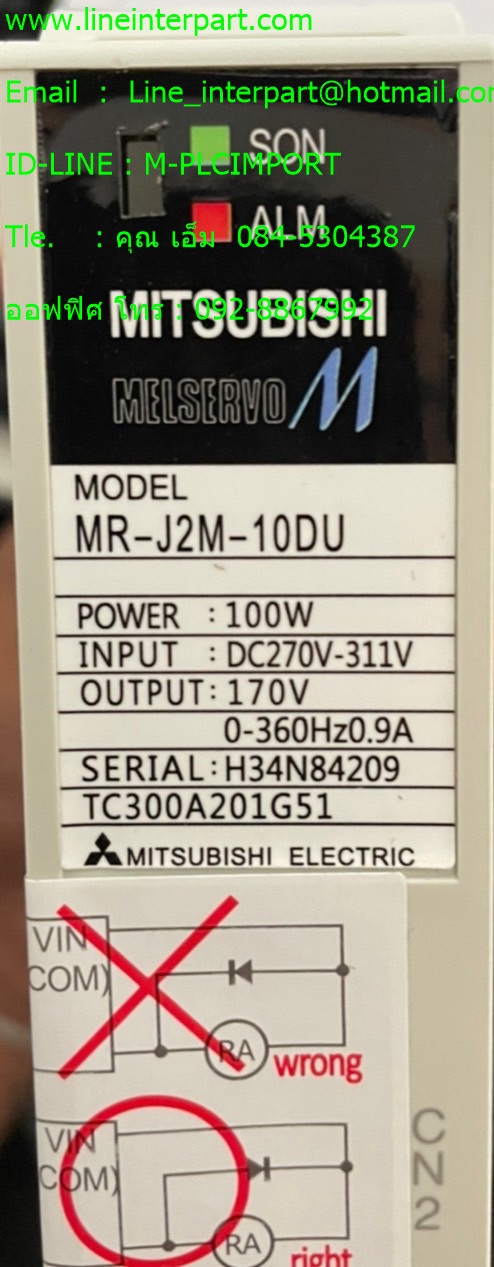 www.lineinterpart.com
Email : Line_interpart@hotmail.com
SON
ID-LINE : M-PLCIMPORT
ALM
Tle. : คุณ เอ็ม 084-5304387
ออฟฟิศ โทร : 092-8867992
MITSUBISHI
MELSERVO M
MODEL
MR-J2M-10DU
POWER : 100W
INPUT : DC270V-311V
OUTPUT: 170V
0-360Hz0.9A
SERIAL: H34N84209
TC300A201G51
MITSUBISHI ELECTRIC
VIN
COM)
RA
wrong
VIN
COM)
RA
right
CN2